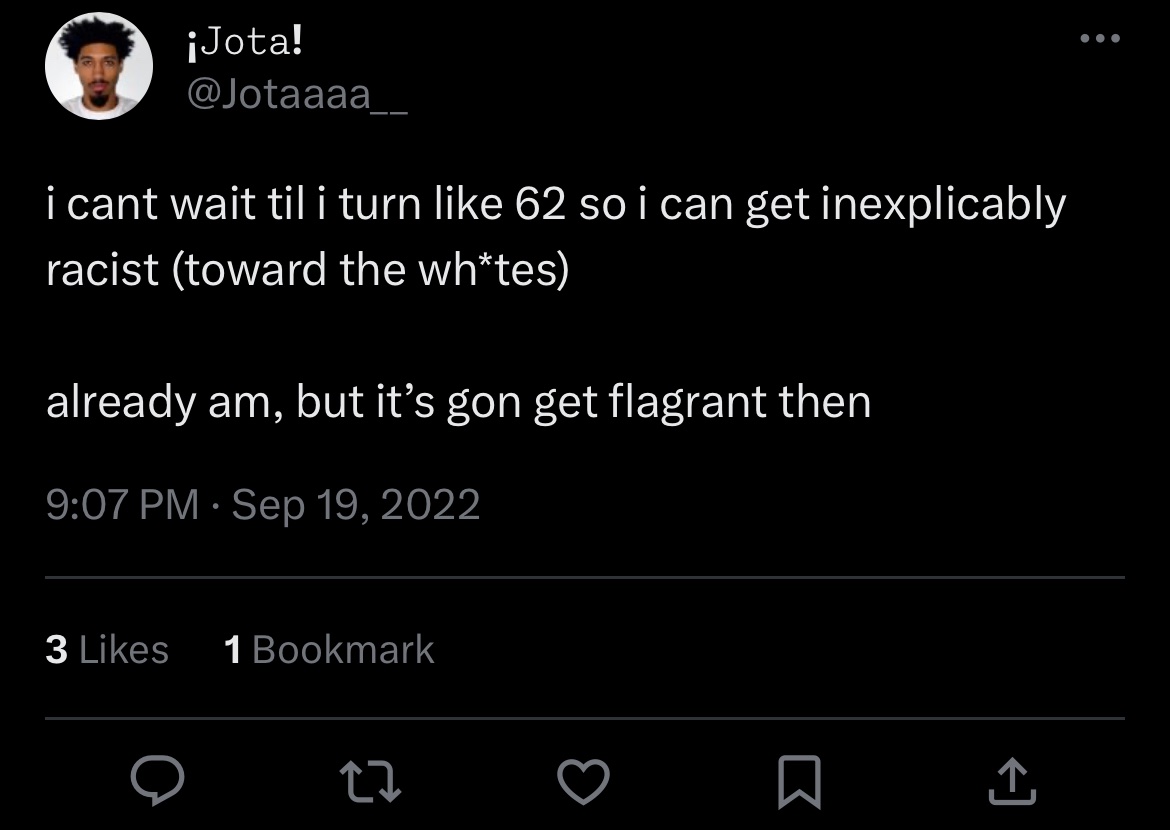 ¡Jota!
@Jotaaaa__
i cant wait til i turn like 62 so i can get inexplicably
racist (toward the wh*tes)
already am, but it’s gon get flagrant then
9:07 PM · Sep 19, 2022
3 Likes 1 Bookmark